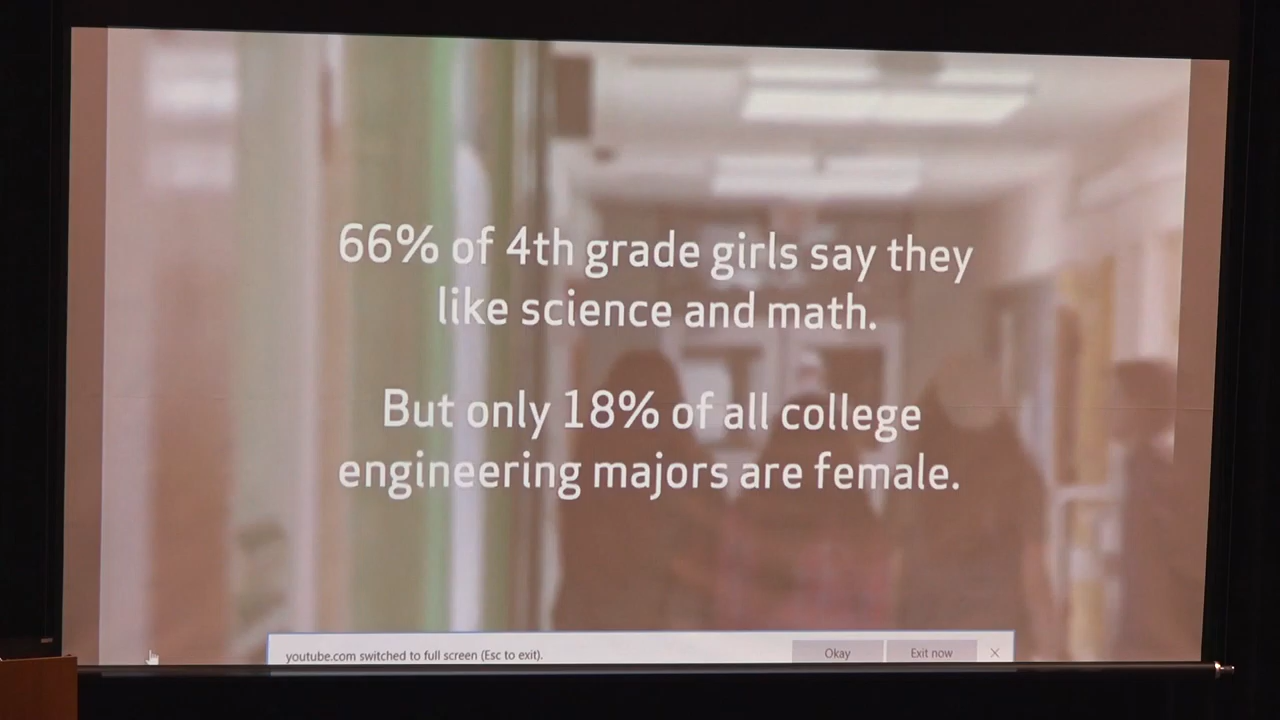 66% of 4th grade girls say they
like science and math.
But only 18% of all college
engineering majors are female.
youtube.com switched to full screen (Esc to exit). Okay Exit now